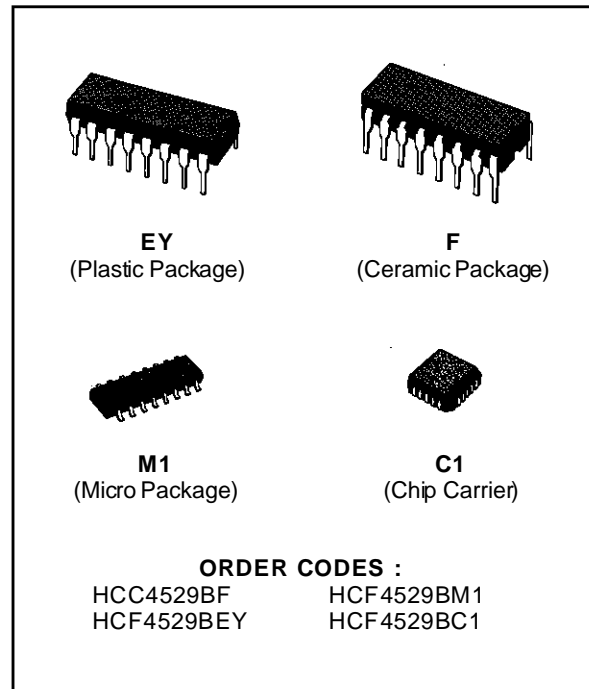 EY
(Plastic Package)
F
(Ceramic Package)
M1
(Micro Package)
C1
(Chip Carrier)
ORDER CODES :
HCC4529BF HCF4529BM1
HCF4529BEY HCF4529BC1